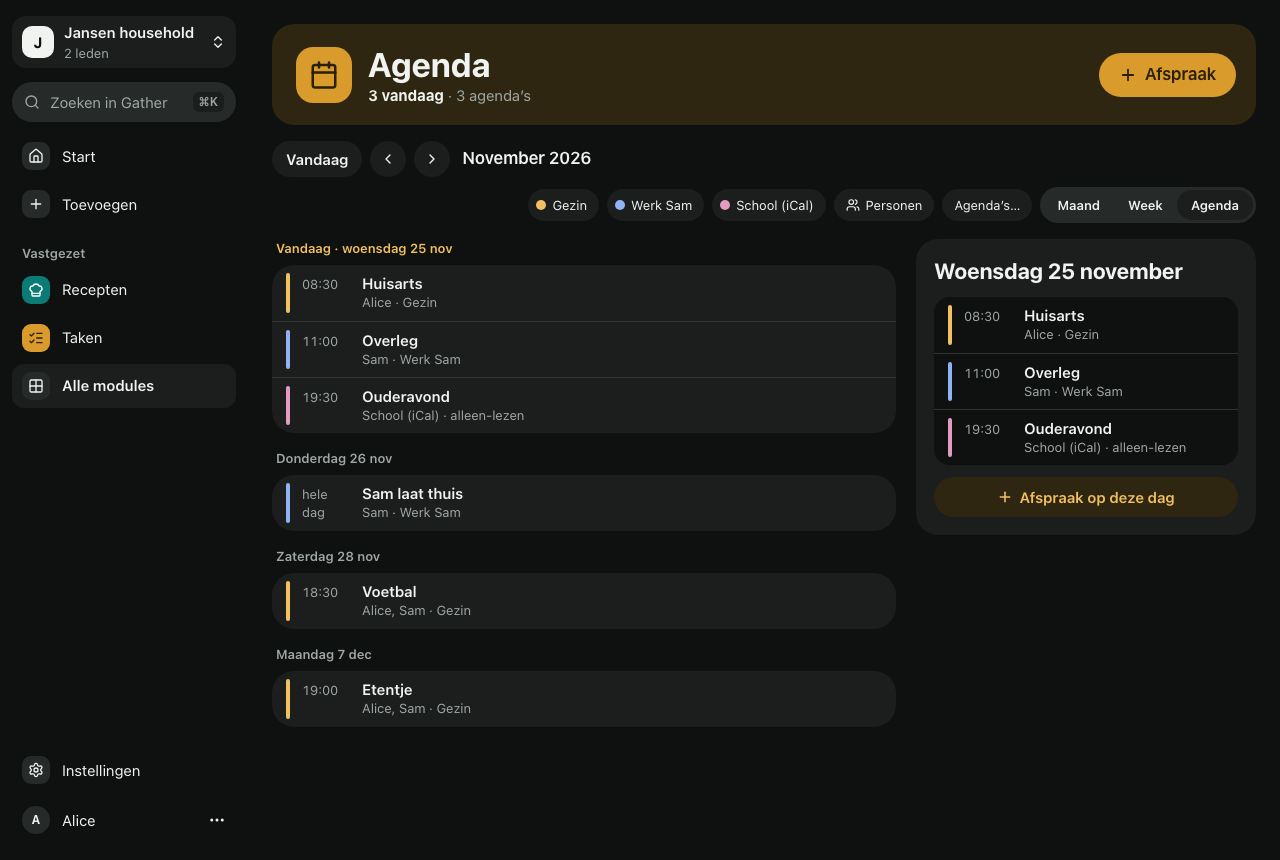 J
Jansen household
2 leden
Zoeken in Gather
⌘K
Start
Toevoegen
Vastgezet
Recepten
Taken
Alle modules
Instellingen
A
Alice
Agenda
3 vandaag · 3 agenda’s
Afspraak
Vandaag
November 2026
Gezin
Werk Sam
School (iCal)
Personen
Agenda’s…
Maand
Week
Agenda
Vandaag · woensdag 25 nov
08:30
Huisarts
Alice · Gezin
11:00
Overleg
Sam · Werk Sam
19:30
Ouderavond
School (iCal) · alleen-lezen
Donderdag 26 nov
hele
dag
Sam laat thuis
Sam · Werk Sam
Zaterdag 28 nov
18:30
Voetbal
Alice, Sam · Gezin
Maandag 7 dec
19:00
Etentje
Alice, Sam · Gezin
Woensdag 25 november
08:30
Huisarts
Alice · Gezin
11:00
Overleg
Sam · Werk Sam
19:30
Ouderavond
School (iCal) · alleen-lezen
Afspraak op deze dag